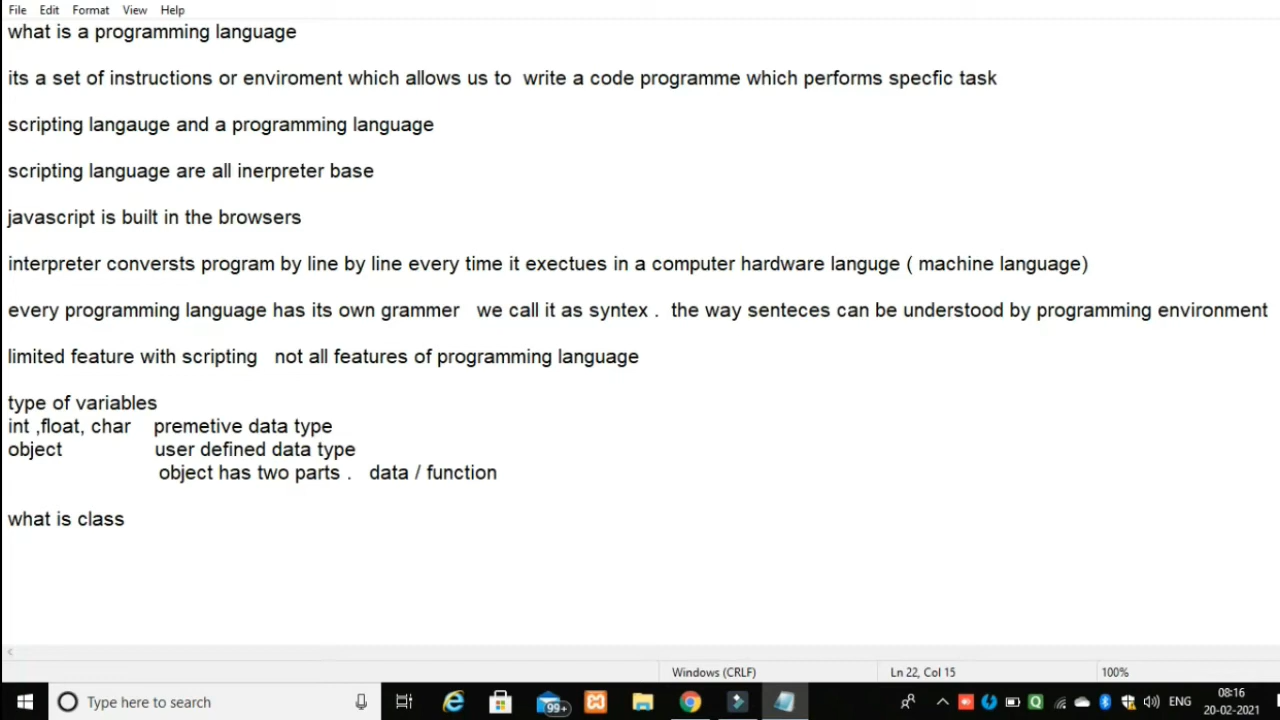 File Edit Format View Help
what is a programming language
its a set of instructions or enviroment which allows us to  write a code programme which performs specfic task
scripting langauge and a programming language
scripting language are all inerpreter base
javascript is built in the browsers
interpreter conversts program by line by line every time it exectues in a computer hardware languge ( machine language)
every programming language has its own grammer   we call it as syntex .  the way senteces can be understood by programming environment
limited feature with scripting   not all features of programming language
type of variables
int ,float, char    premetive data type
object    user defined data type
object has two parts .   data / function
what is class
Windows (CRLF) Ln 22, Col 15 100%
Type here to search 99+ Q ENG 08:16
20-02-2021